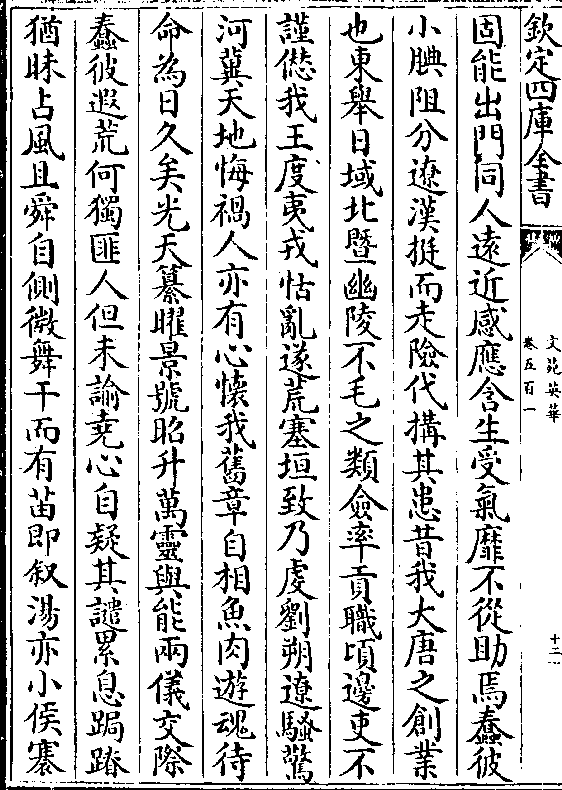 欽定四庫全書
文苑英華
卷五百一
十二
固能出門同人遠近感應含生受氣靡不從助焉蠢彼
小腆阻分遼漢挺而走險代搆其患昔我大唐之創業
也東舉日域北暨幽陵不毛之類僉率貢職頃邊吏不
謹愆我王度夷戎怙亂遂荒塞垣致乃虔劉朔遼騷驚
河冀天地悔禍人亦有心懷我舊章自相魚肉遊魂待
命為日久矣光天纂曜景號昭升萬靈與能兩儀交際
蠢彼遐荒何獨匪人但未諭堯心自疑其譴累息跼蹐
猶昧占風且舜自側微舞干而有苗即叙湯亦小侯褰